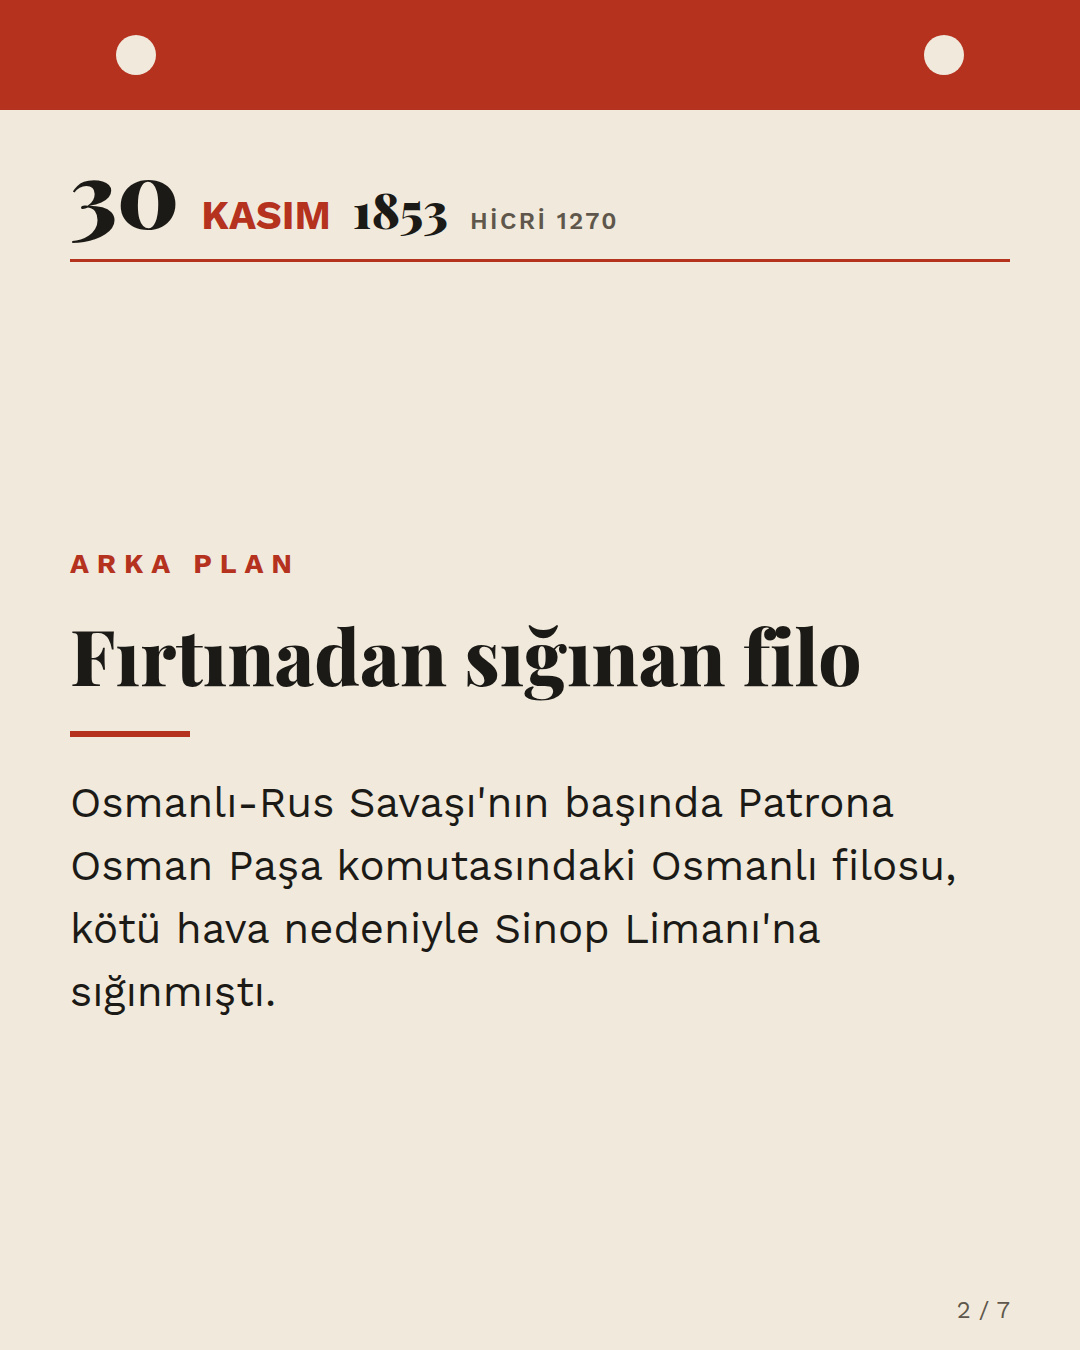 30 KASIM 1853 HİCRİ 1270
ARKA PLAN
Fırtınadan sığınan filo
Osmanlı-Rus Savaşı'nın başında Patrona
Osman Paşa komutasındaki Osmanlı filosu,
kötü hava nedeniyle Sinop Limanı'na
sığınmıştı.
2 / 7